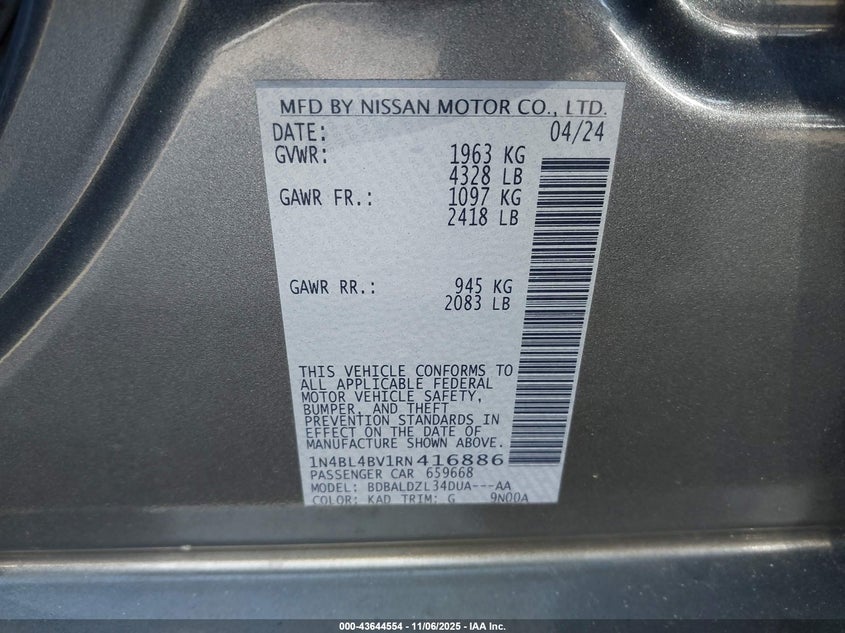 MFD BY NISSAN MOTOR CO., LTD.
DATE: 04/24
GVWR: 1963 KG
4328 LB
GAWR FR.: 1097 KG
2418 LB
GAWR RR.: 945 KG
2083 LB
THIS VEHICLE CONFORMS TO
ALL APPLICABLE FEDERAL
MOTOR VEHICLE SAFETY,
BUMPER, AND THEFT
PREVENTION STANDARDS IN
EFFECT ON THE DATE OF
MANUFACTURE SHOWN ABOVE.
1N4BL4BV1RN416886
PASSENGER CAR 659668
MODEL: BDBALDZL34DUA---AA
COLOR: KAD TRIM: G 9N00A
000-43644554 - 11/06/2025 - IAA Inc.